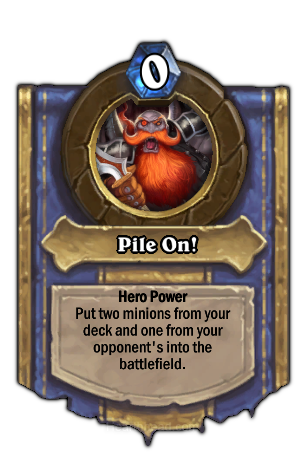 0
Pile On!
Hero Power
Put two minions from your
deck and one from your
opponent's into the
battlefield.